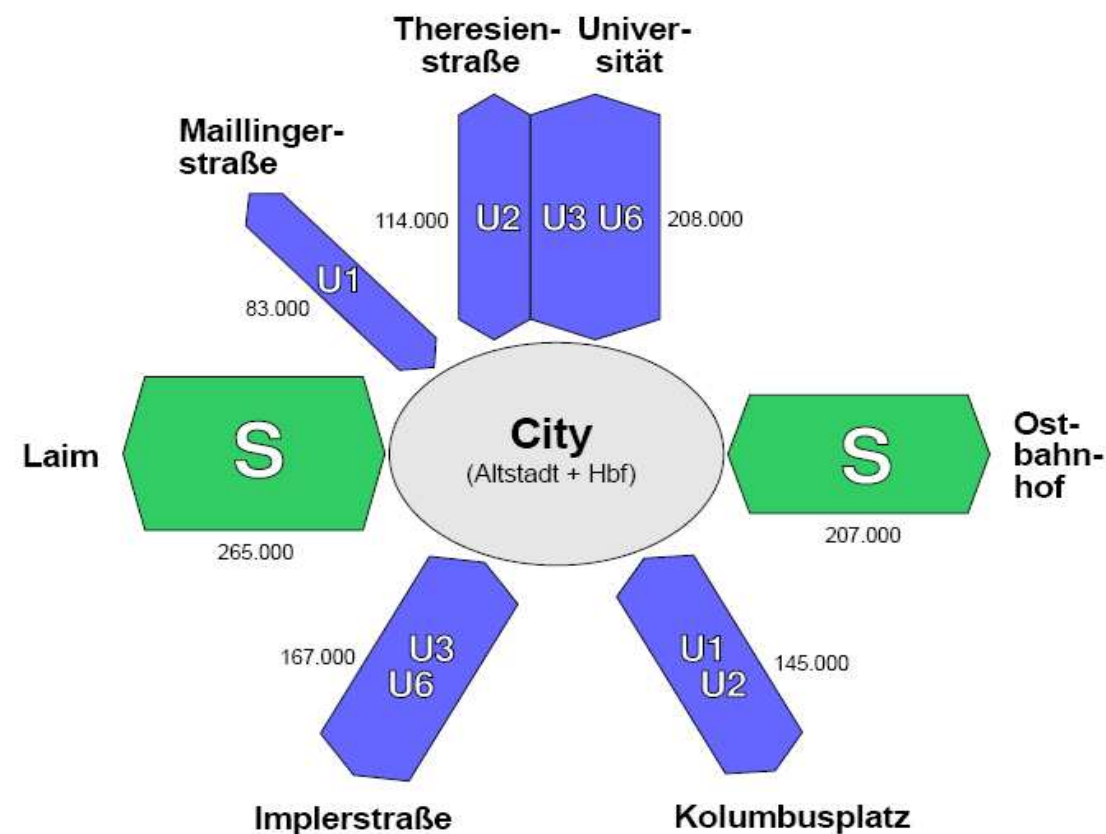 Theresien-
straße
Univer-
sität
Maillinger-
straße
114.000
U2
U3 U6
208.000
U1
83.000
Laim
S
265.000
City
(Altstadt + Hbf)
S
207.000
Ost-
bahn-
hof
167.000
U3
U6
U1
U2
145.000
Implerstraße
Kolumbusplatz